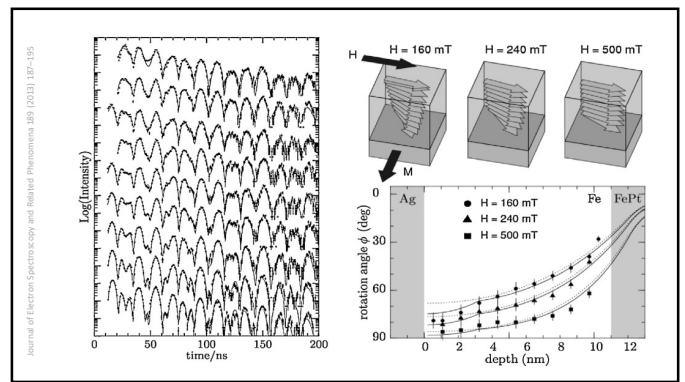 Journal of Electron Spectroscopy and Related Phenomena 189 (2013) 187–195
Log(Intensity)
0
50
100
150
200
time/ns
H = 160 mT
H = 240 mT
H = 500 mT
H
M
rotation angle ϕ (deg)
0
30
60
90
Ag
H = 160 mT
H = 240 mT
H = 500 mT
Fe
FePt
0
2
4
6
8
10
12
depth (nm)